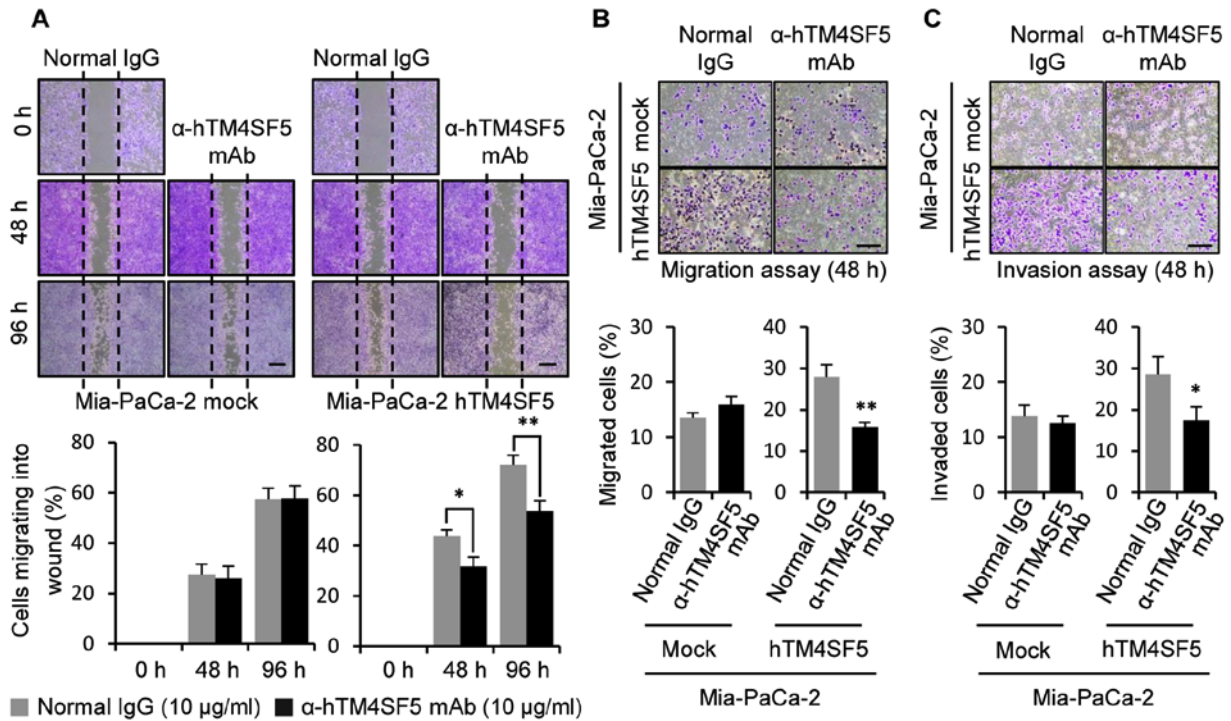 A
Normal IgG
Normal IgG
0 h
α-hTM4SF5
mAb
α-hTM4SF5
mAb
48 h
96 h
Mia-PaCa-2 mock
Mia-PaCa-2 hTM4SF5
Cells migrating into
wound (%)
80
60
40
20
0
0 h
48 h
96 h
80
60
40
20
0
*
**
0 h
48 h
96 h
Normal IgG (10 μg/ml)
α-hTM4SF5 mAb (10 μg/ml)
B
Normal
IgG
α-hTM4SF5
mAb
Mia-PaCa-2
hTM4SF5 mock
Migration assay (48 h)
Migrated cells (%)
30
20
10
0
40
30
20
10
0
**
Normal IgG
α-hTM4SF5
mAb
Normal IgG
α-hTM4SF5
mAb
Mock
hTM4SF5
Mia-PaCa-2
C
Normal
IgG
α-hTM4SF5
mAb
Mia-PaCa-2
hTM4SF5 mock
Invasion assay (48 h)
Invaded cells (%)
30
20
10
0
40
30
20
10
0
*
Normal IgG
α-hTM4SF5
mAb
Normal IgG
α-hTM4SF5
mAb
Mock
hTM4SF5
Mia-PaCa-2